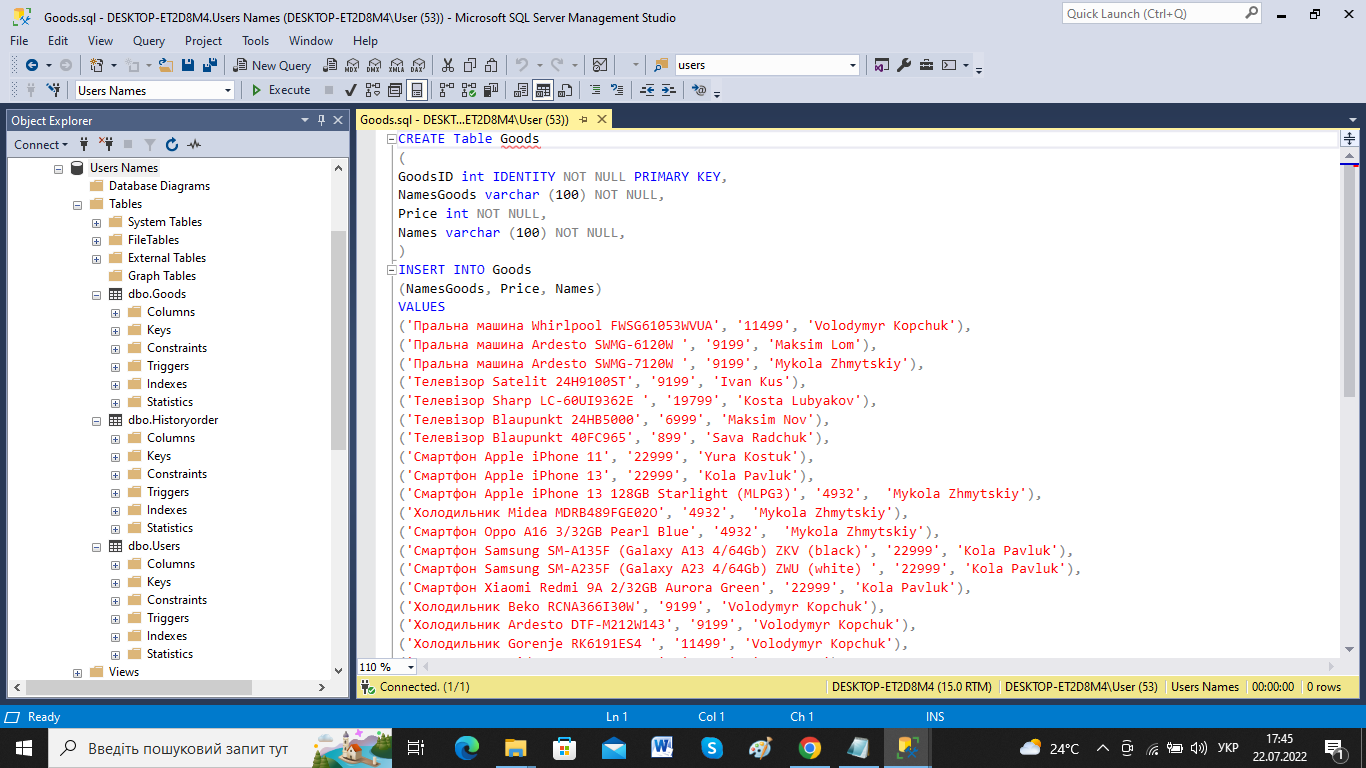 Goods.sql - DESKTOP-ET2D8M4.Users Names (DESKTOP-ET2D8M4\User (53)) - Microsoft SQL Server Management Studio
Quick Launch (Ctrl+Q)
File Edit View Query Project Tools Window Help
New Query MDX DMX XMLA DAX users
Users Names Execute
Object Explorer
Connect
Users Names
Database Diagrams
Tables
System Tables
FileTables
External Tables
Graph Tables
dbo.Goods
Columns
Keys
Constraints
Triggers
Indexes
Statistics
dbo.Historyorder
Columns
Keys
Constraints
Triggers
Indexes
Statistics
dbo.Users
Columns
Keys
Constraints
Triggers
Indexes
Statistics
Views
Goods.sql - DESKT...ET2D8M4\User (53))
CREATE Table Goods
(
GoodsID int IDENTITY NOT NULL PRIMARY KEY,
NamesGoods varchar (100) NOT NULL,
Price int NOT NULL,
Names varchar (100) NOT NULL,
)
INSERT INTO Goods
(NamesGoods, Price, Names)
VALUES
('Пральна машина Whirlpool FWSG61053WVUA', '11499', 'Volodymyr Kopchuk'),
('Пральна машина Ardesto SWMG-6120W ', '9199', 'Maksim Lom'),
('Пральна машина Ardesto SWMG-7120W ', '9199', 'Mykola Zhmytskiy'),
('Телевізор Satelit 24H9100ST', '9199', 'Ivan Kus'),
('Телевізор Sharp LC-60UI9362E ', '19799', 'Kosta Lubyakov'),
('Телевізор Blaupunkt 24HB5000', '6999', 'Maksim Nov'),
('Телевізор Blaupunkt 40FC965', '899', 'Sava Radchuk'),
('Смартфон Apple iPhone 11', '22999', 'Yura Kostuk'),
('Смартфон Apple iPhone 13', '22999', 'Kola Pavluk'),
('Смартфон Apple iPhone 13 128GB Starlight (MLPG3)', '4932',  'Mykola Zhmytskiy'),
('Холодильник Midea MDRB489FGE02O', '4932',  'Mykola Zhmytskiy'),
('Смартфон Oppo A16 3/32GB Pearl Blue', '4932',  'Mykola Zhmytskiy'),
('Смартфон Samsung SM-A135F (Galaxy A13 4/64Gb) ZKV (black)', '22999', 'Kola Pavluk'),
('Смартфон Samsung SM-A235F (Galaxy A23 4/64Gb) ZWU (white) ', '22999', 'Kola Pavluk'),
('Смартфон Xiaomi Redmi 9A 2/32GB Aurora Green', '22999', 'Kola Pavluk'),
('Холодильник Beko RCNA366I30W', '9199', 'Volodymyr Kopchuk'),
('Холодильник Ardesto DTF-M212W143', '9199', 'Volodymyr Kopchuk'),
('Холодильник Gorenje RK6191ES4 ', '11499', 'Volodymyr Kopchuk'),
110 %
Connected. (1/1) DESKTOP-ET2D8M4 (15.0 RTM) DESKTOP-ET2D8M4\User (53) Users Names 00:00:00 0 rows
Ready Ln 1 Col 1 Ch 1 INS
Введіть пошуковий запит тут 24°C УКР 17:45
22.07.2022 1